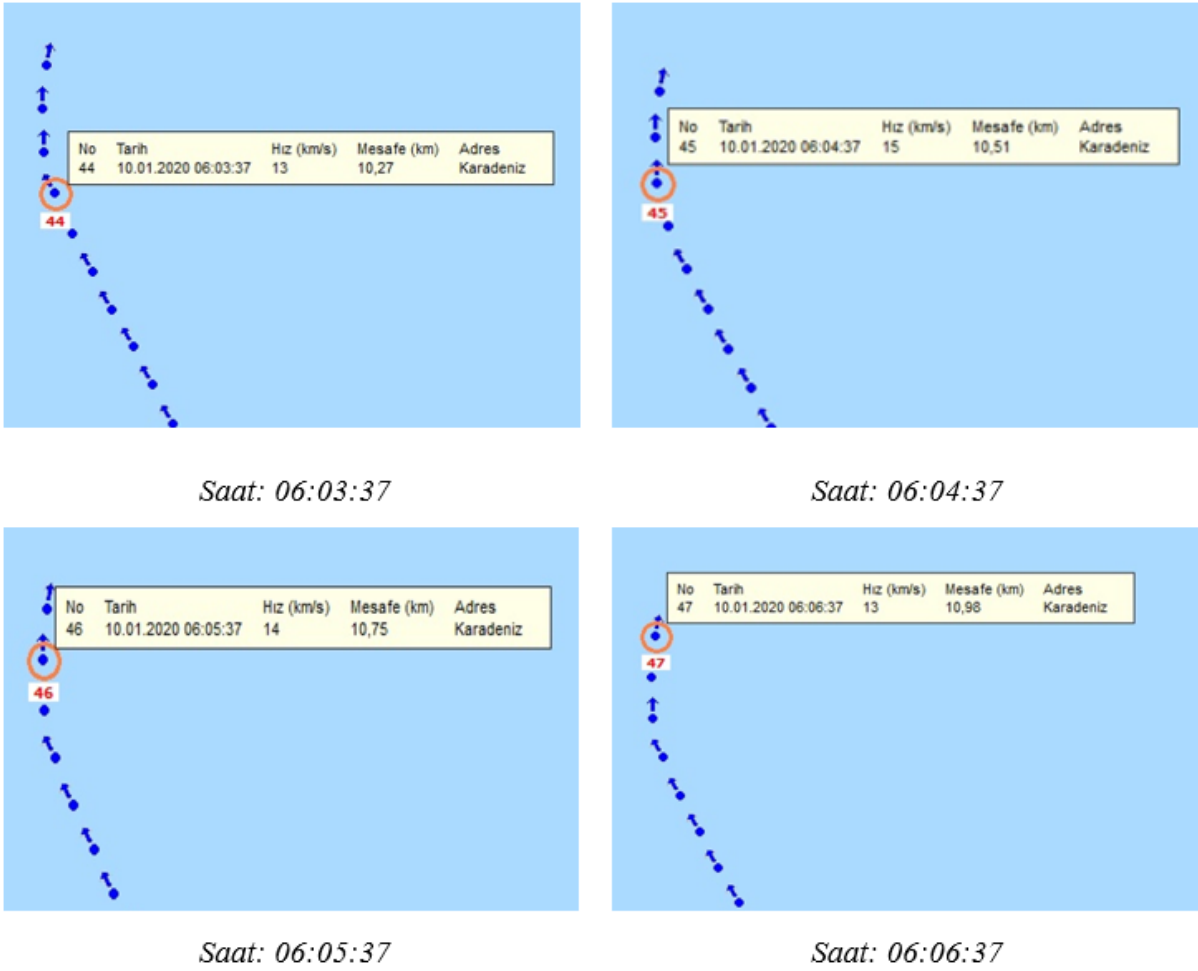 No Tarih Hız (km/s) Mesafe (km) Adres
44 10.01.2020 06:03:37 13 10,27 Karadeniz
44
Saat: 06:03:37
No Tarih Hız (km/s) Mesafe (km) Adres
45 10.01.2020 06:04:37 15 10,51 Karadeniz
45
Saat: 06:04:37
No Tarih Hız (km/s) Mesafe (km) Adres
46 10.01.2020 06:05:37 14 10,75 Karadeniz
46
Saat: 06:05:37
No Tarih Hız (km/s) Mesafe (km) Adres
47 10.01.2020 06:06:37 13 10,98 Karadeniz
47
Saat: 06:06:37